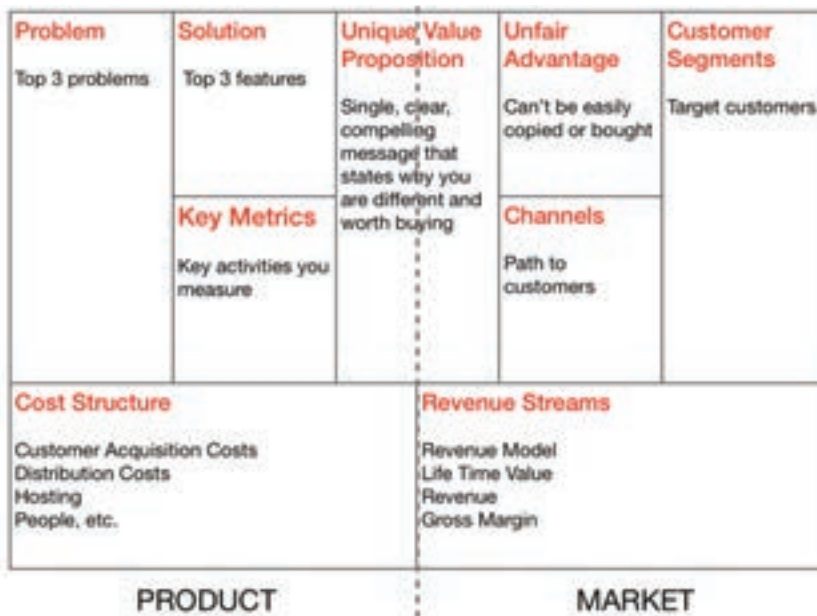 Problem
Top 3 problems
Solution
Top 3 features
Key Metrics
Key activities you
measure
Unique Value
Proposition
Single, clear,
compelling
message that
states why you
are different and
worth buying
Unfair
Advantage
Can't be easily
copied or bought
Channels
Path to
customers
Customer
Segments
Target customers
Cost Structure
Customer Acquisition Costs
Distribution Costs
Hosting
People, etc.
Revenue Streams
Revenue Model
Life Time Value
Revenue
Gross Margin
PRODUCT
MARKET